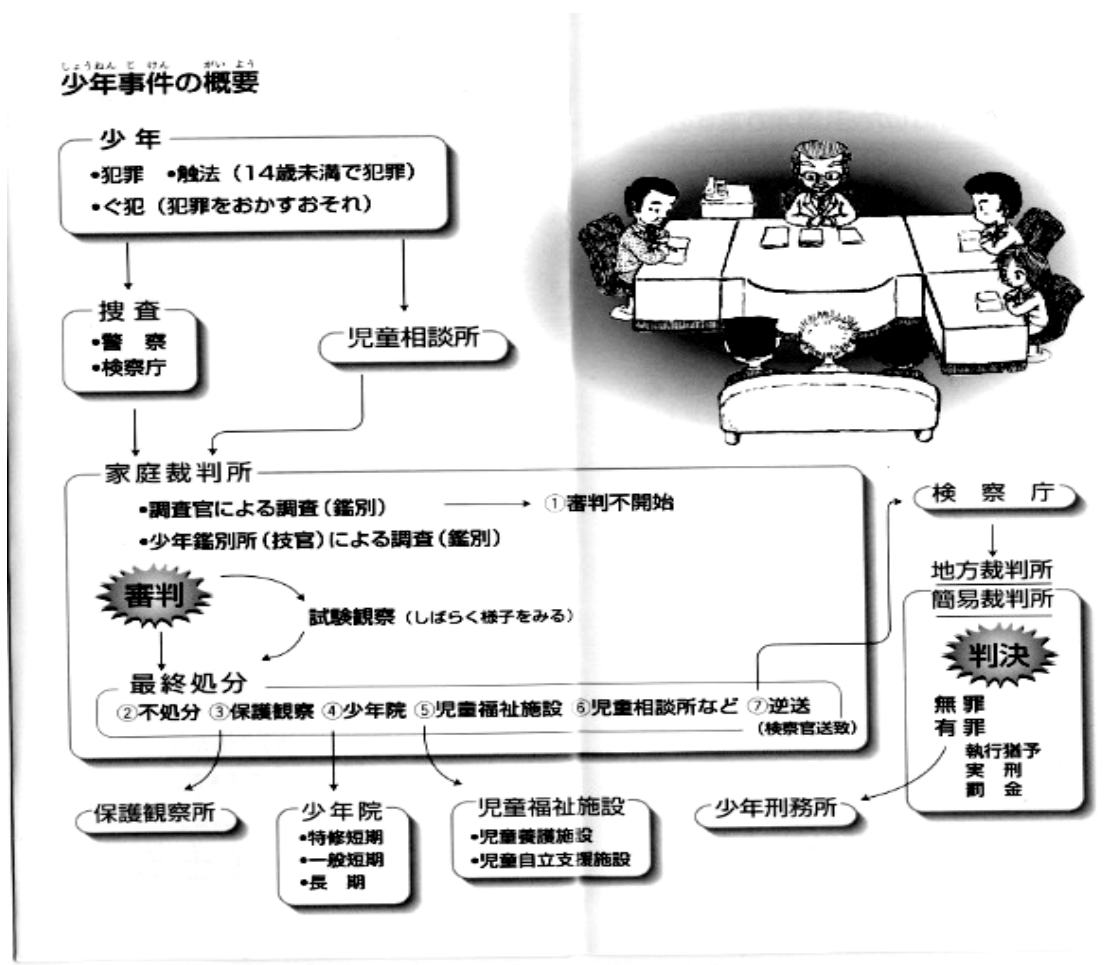 しょうねんじけん がいよう
少年事件の概要
少年
•犯罪 •触法（14歳未満で犯罪）
•ぐ犯（犯罪をおかすおそれ）
捜査
•警 察
•検察庁
児童相談所
家庭裁判所
•調査官による調査（鑑別）
①審判不開始
•少年鑑別所（技官）による調査（鑑別）
審判
試験観察（しばらく様子をみる）
最終処分
②不処分 ③保護観察 ④少年院 ⑤児童福祉施設 ⑥児童相談所など ⑦逆送
（検察官送致）
検 察 庁
地方裁判所
簡易裁判所
判決
無罪
有罪
執行猶予
実 刑
罰 金
保護観察所
少年院
•特修短期
•一般短期
•長 期
児童福祉施設
•児童養護施設
•児童自立支援施設
少年刑務所